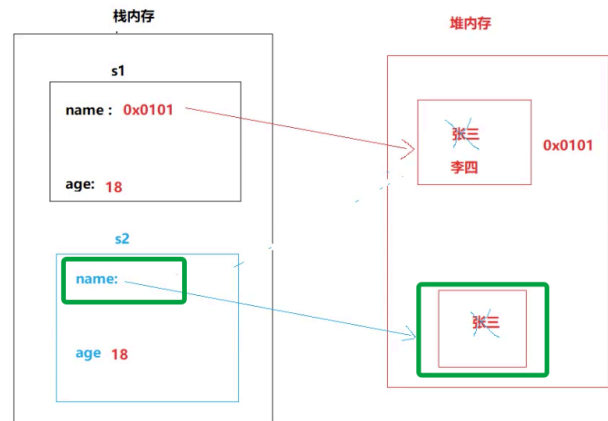 栈内存
s1
name : 0x0101
age: 18
s2
name:
age 18
堆内存
张三
李四
0x0101
张三